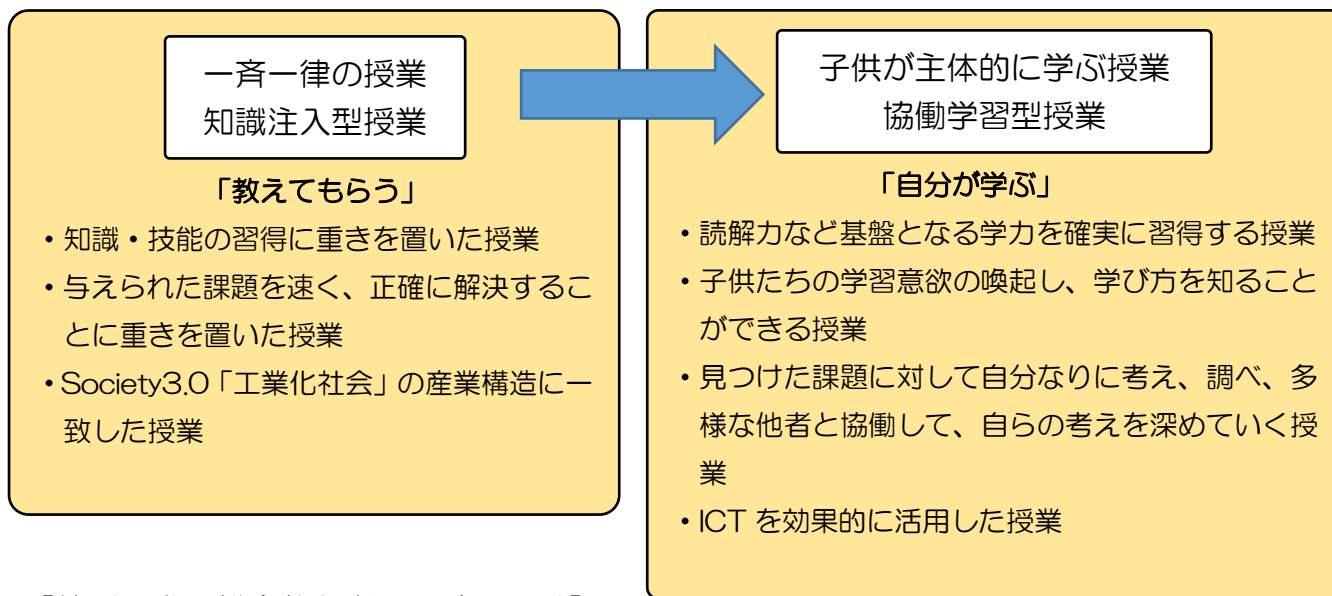 一斉一律の授業
知識注入型授業
「教えてもらう」
・知識・技能の習得に重きを置いた授業
・与えられた課題を速く、正確に解決するこ
とに重きを置いた授業
・Society3.0「工業化社会」の産業構造に一
致した授業
子供が主体的に学ぶ授業
協働学習型授業
「自分が学ぶ」
・読解力など基盤となる学力を確実に習得する授業
・子供たちの学習意欲の喚起し、学び方を知ること
ができる授業
・見つけた課題に対して自分なりに考え、調べ、多
様な他者と協働して、自らの考えを深めていく授
業
・ICT を効果的に活用した授業